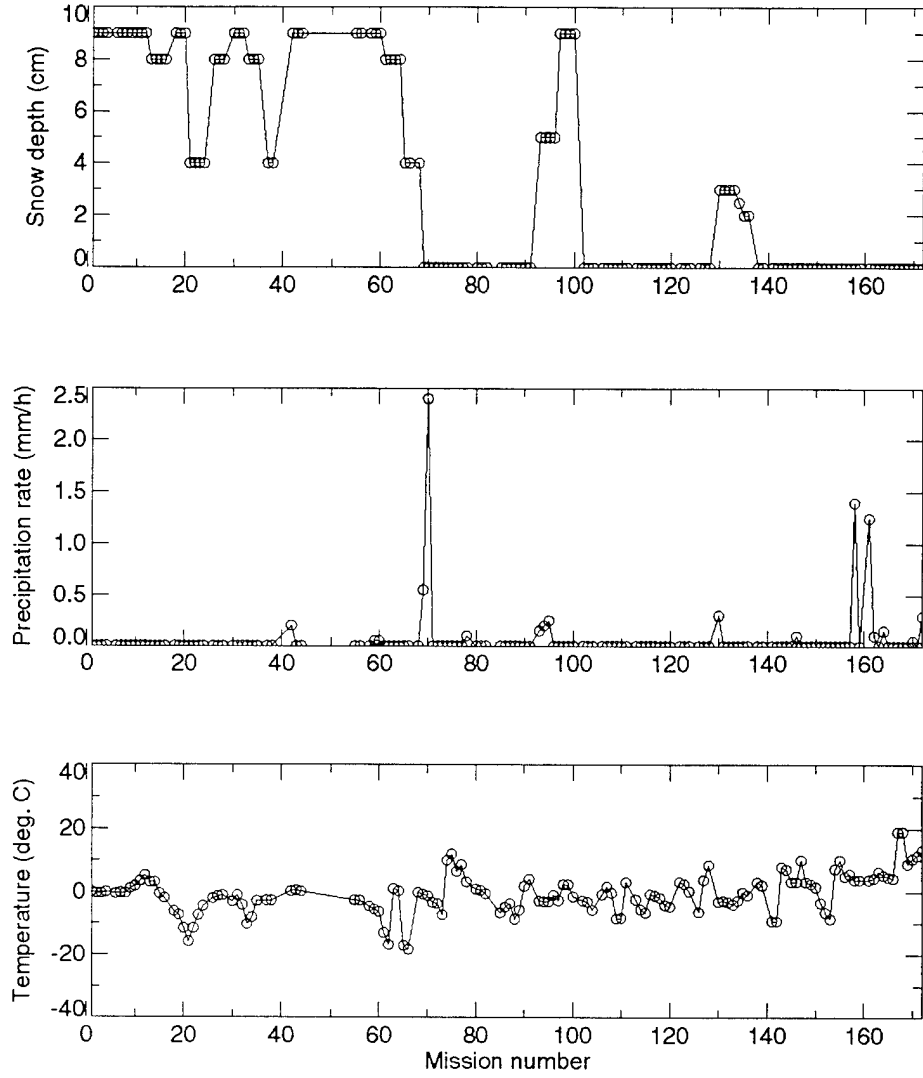 10
8
6
4
2
0
Snow depth (cm)
0 20 40 60 80 100 120 140 160
2.5
2.0
1.5
1.0
0.5
0.0
Precipitation rate (mm/h)
0 20 40 60 80 100 120 140 160
40
20
0
-20
-40
Temperature (deg. C)
0 20 40 60 80 100 120 140 160
Mission number